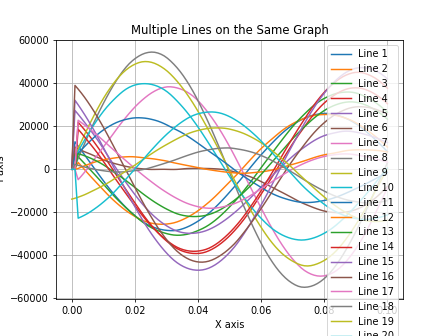 Multiple Lines on the Same Graph
60000
40000
20000
0
−20000
−40000
−60000
0.00
0.02
0.04
0.06
X axis
Line 1
Line 2
Line 3
Line 4
Line 5
Line 6
Line 7
Line 8
Line 9
Line 10
Line 11
Line 12
Line 13
Line 14
Line 15
Line 16
Line 17
Line 18
Line 19